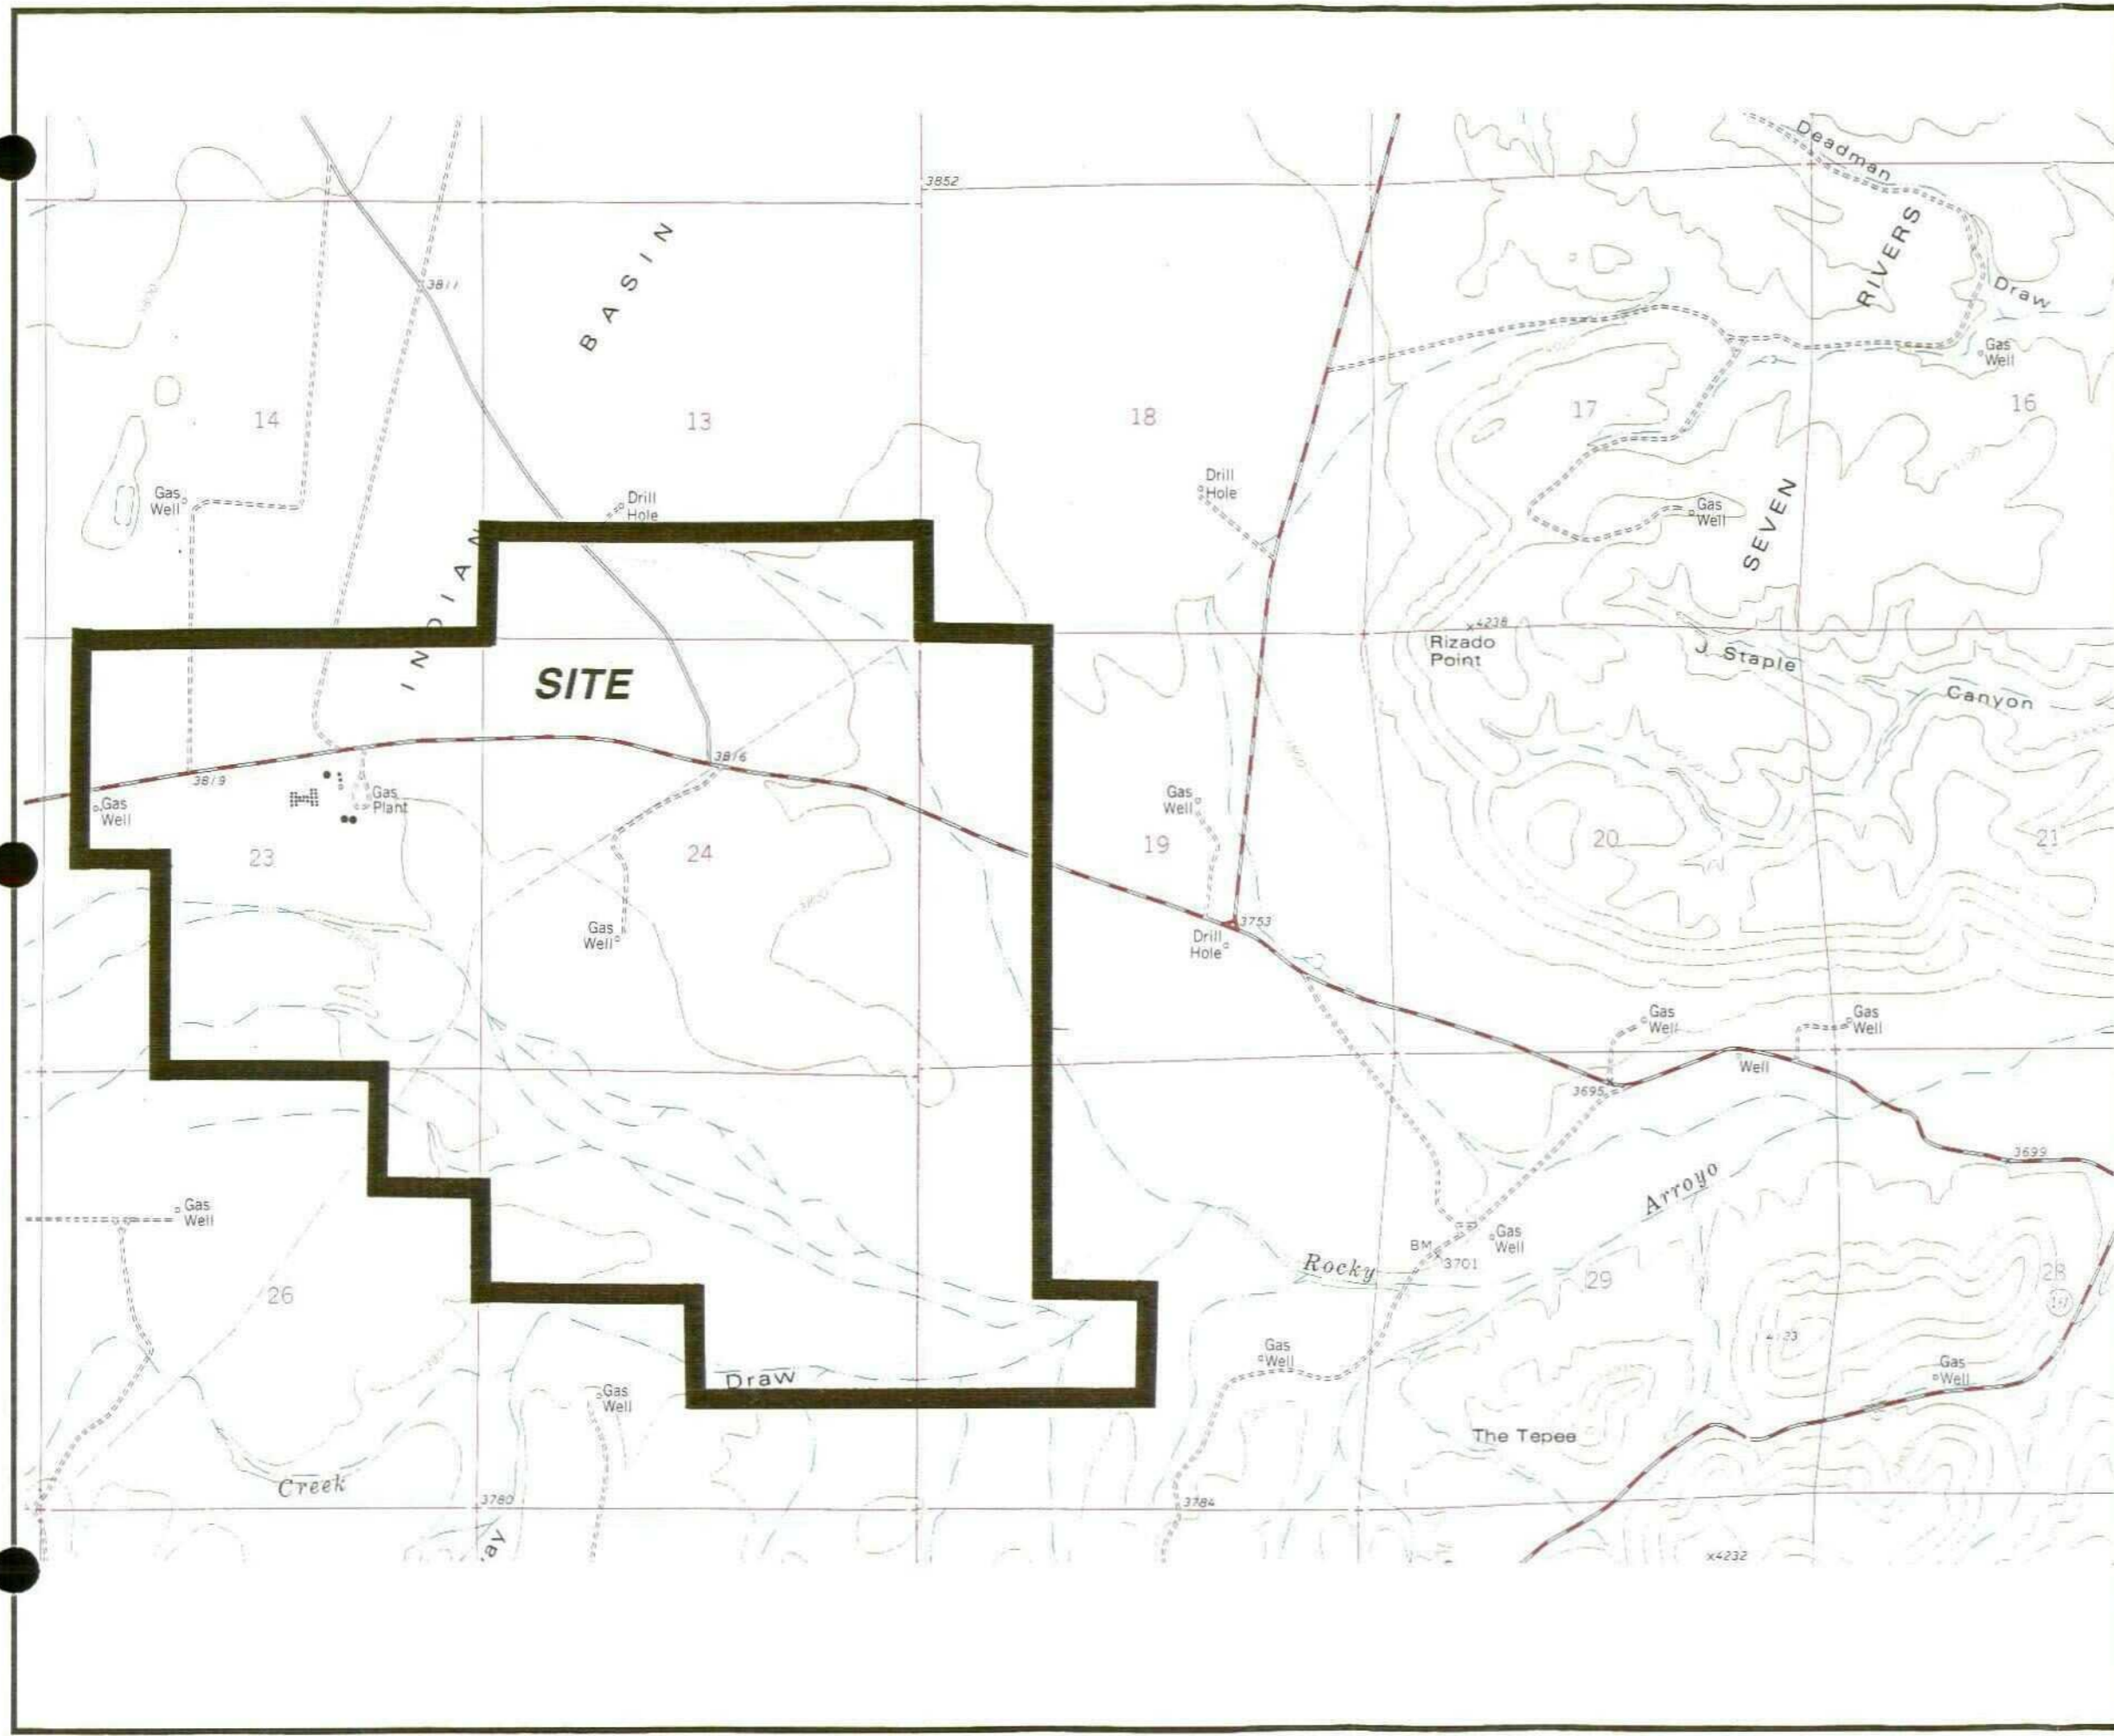 Deadman
3852
RIVERS
BASIN
3811
Draw
Gas
Well
14
13
18
17
16
Drill
Hole
Gas
Well
Drill
Hole
Gas
Well
SEVEN
INDIAN
x4238
Rizado
Point
J. Staple
Canyon
SITE
3819
3816
Gas
Plant
Gas
Well
Gas
Well
23
24
19
20
21
3800
Gas
Well
3753
Drill
Hole
Gas
Well
Gas
Well
Well
3695
3699
Arroyo
Gas
Well
BM
x3701
Gas
Well
Rocky
26
29
28
Gas
Well
Gas
Well
Draw
Gas
Well
The Tepee
Creek
3780
3784
ay
x4232